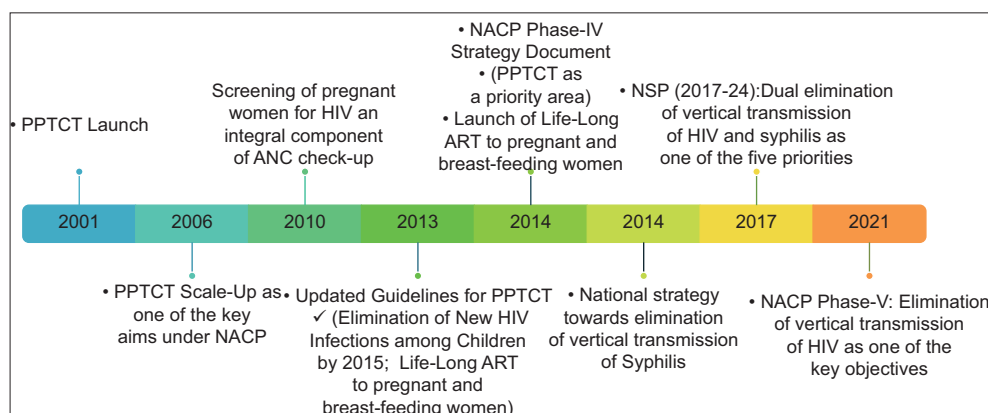 • PPTCT Launch
Screening of pregnant
women for HIV an
integral component
of ANC check-up
• NACP Phase-IV
Strategy Document
• (PPTCT as
a priority area)
• Launch of Life-Long
ART to pregnant and
breast-feeding women
• NSP (2017-24):Dual elimination
of vertical transmission
of HIV and syphilis as
one of the five priorities
2001 2006 2010 2013 2014 2014 2017 2021
• PPTCT Scale-Up as
one of the key
aims under NACP
• Updated Guidelines for PPTCT
✓ (Elimination of New HIV
Infections among Children
by 2015; Life-Long ART
to pregnant and
breast-feeding women)
• National strategy
towards elimination
of vertical transmission
of Syphilis
• NACP Phase-V: Elimination
of vertical transmission
of HIV as one of the
key objectives